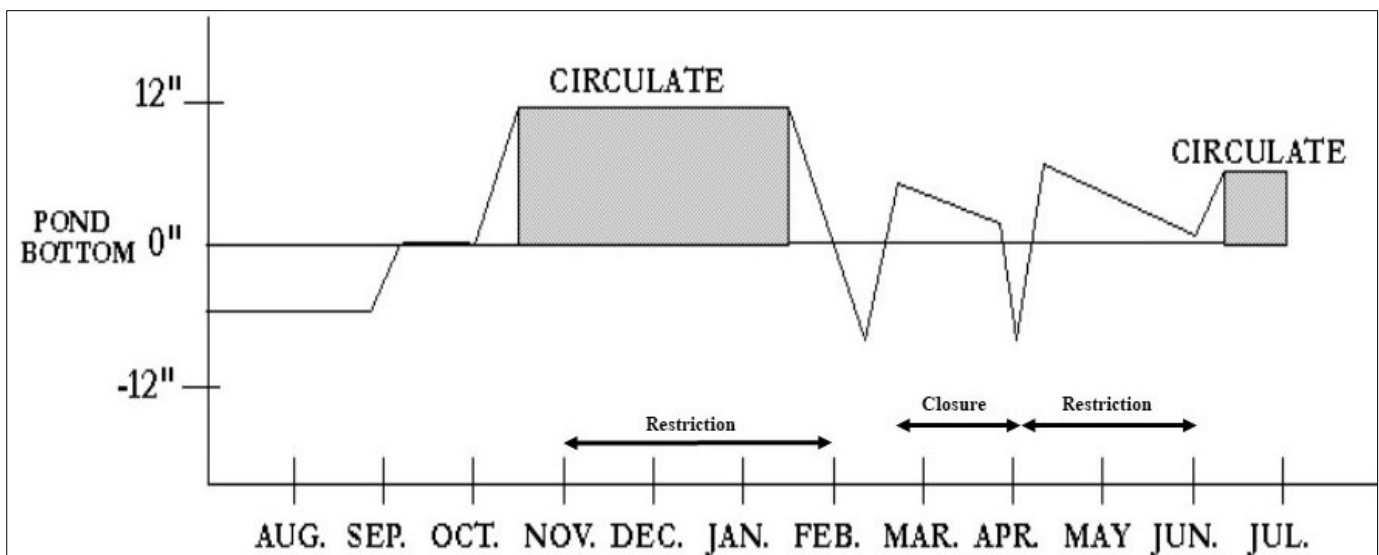 CIRCULATE
12"
CIRCULATE
POND
BOTTOM 0"
-12"
Closure Restriction
Restriction
AUG. SEP. OCT. NOV. DEC. JAN. FEB. MAR. APR. MAY JUN. JUL.